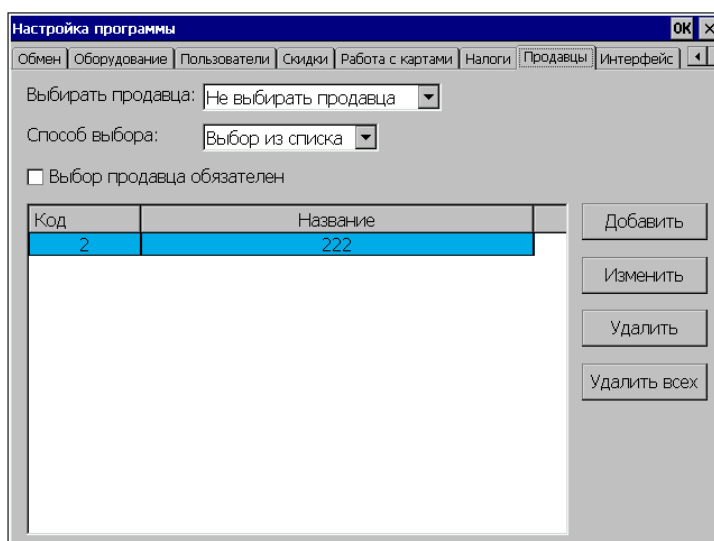 Настройка программы OK ×
Обмен Оборудование Пользователи Скидки Работа с картами Налоги Продавцы Интерфейс
Выбирать продавца: Не выбирать продавца
Способ выбора: Выбор из списка
Выбор продавца обязателен
Код Название
2 222
Добавить
Изменить
Удалить
Удалить всех